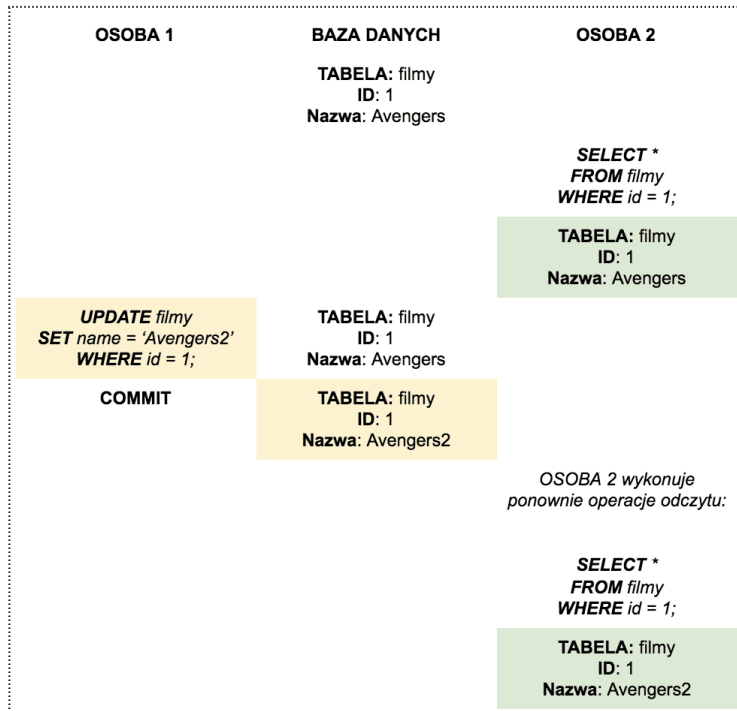 OSOBA 1
BAZA DANYCH
OSOBA 2
TABELA: filmy
ID: 1
Nazwa: Avengers
SELECT *
FROM filmy
WHERE id = 1;
TABELA: filmy
ID: 1
Nazwa: Avengers
UPDATE filmy
SET name = ‘Avengers2’
WHERE id = 1;
TABELA: filmy
ID: 1
Nazwa: Avengers
COMMIT
TABELA: filmy
ID: 1
Nazwa: Avengers2
OSOBA 2 wykonuje
ponownie operacje odczytu:
SELECT *
FROM filmy
WHERE id = 1;
TABELA: filmy
ID: 1
Nazwa: Avengers2